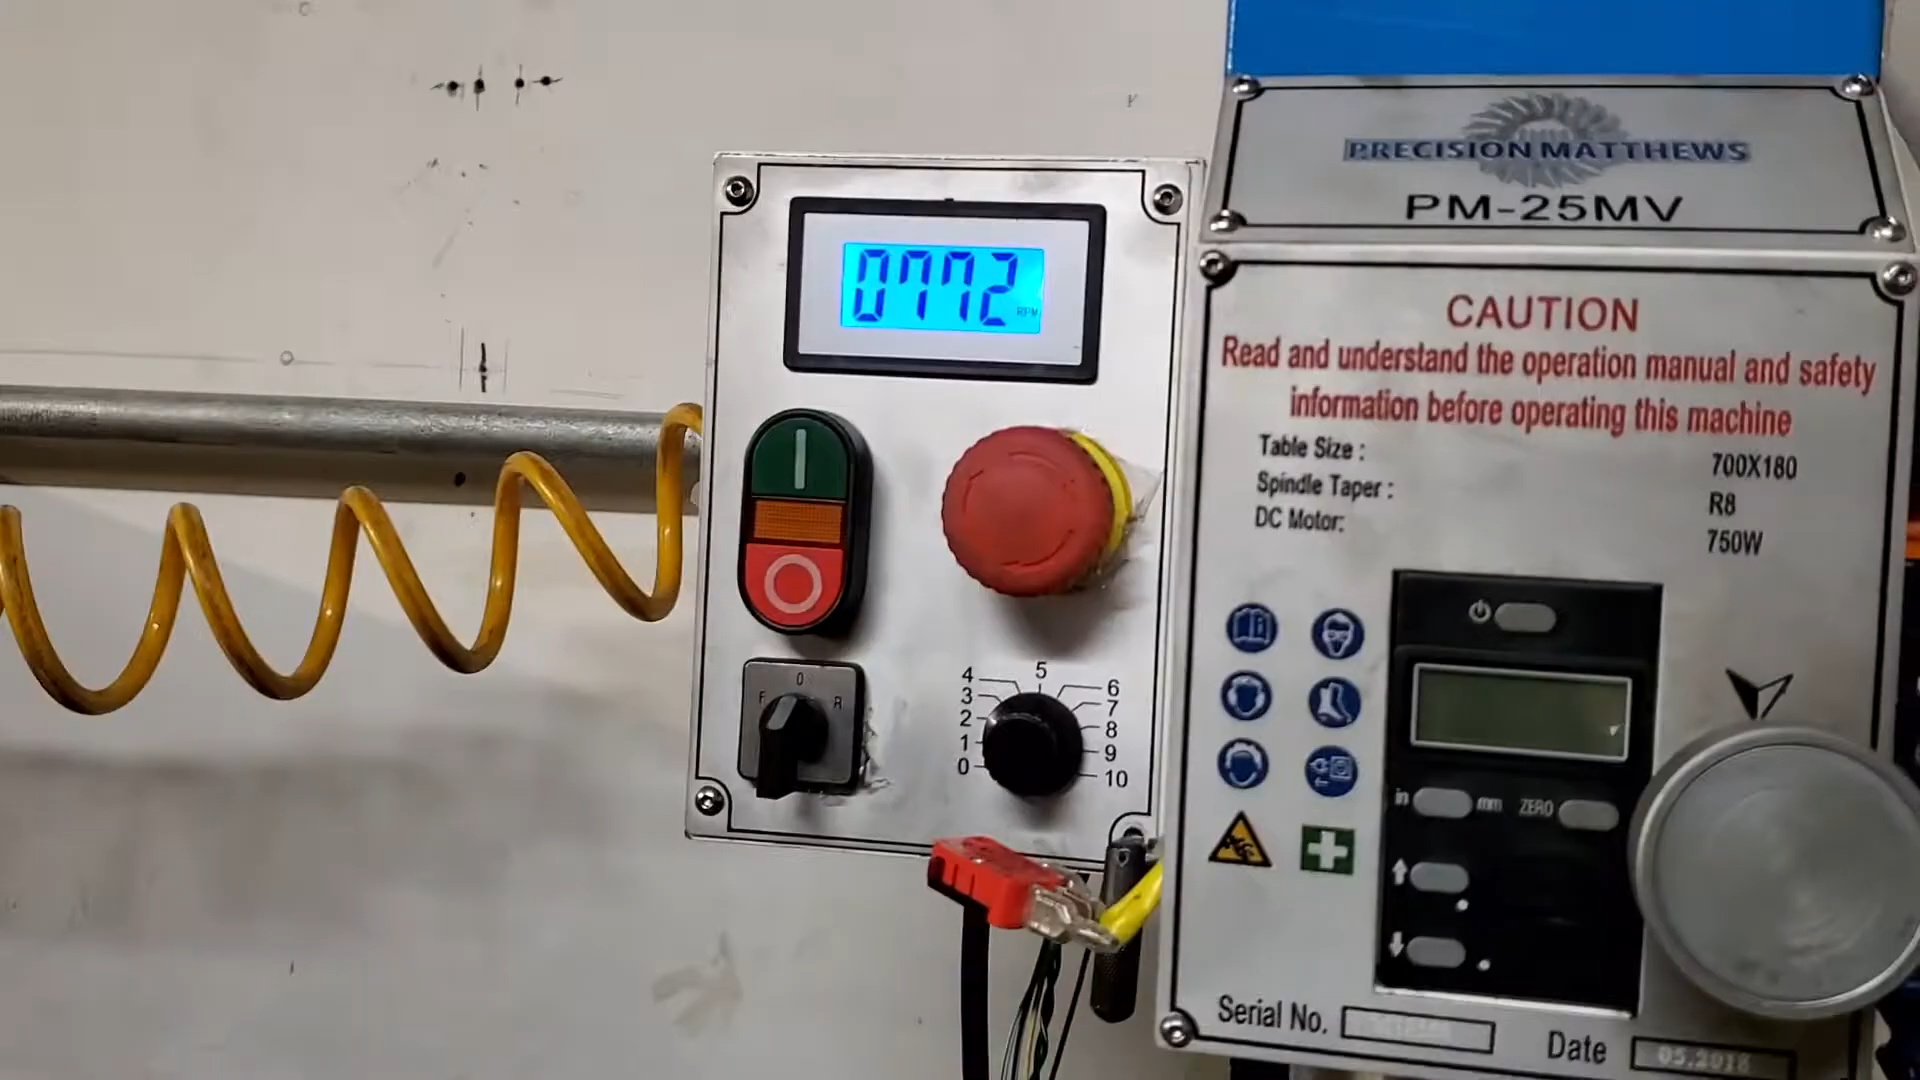 PRECISION MATTHEWS
PM-25MV
0772
RPM
CAUTION
Read and understand the operation manual and safety
information before operating this machine
Table Size : 700X180
Spindle Taper : R8
DC Motor: 750W
F 0 R
0 1 2 3 4 5 6 7 8 9 10
in mm ZERO
Serial No.
Date 05.2018